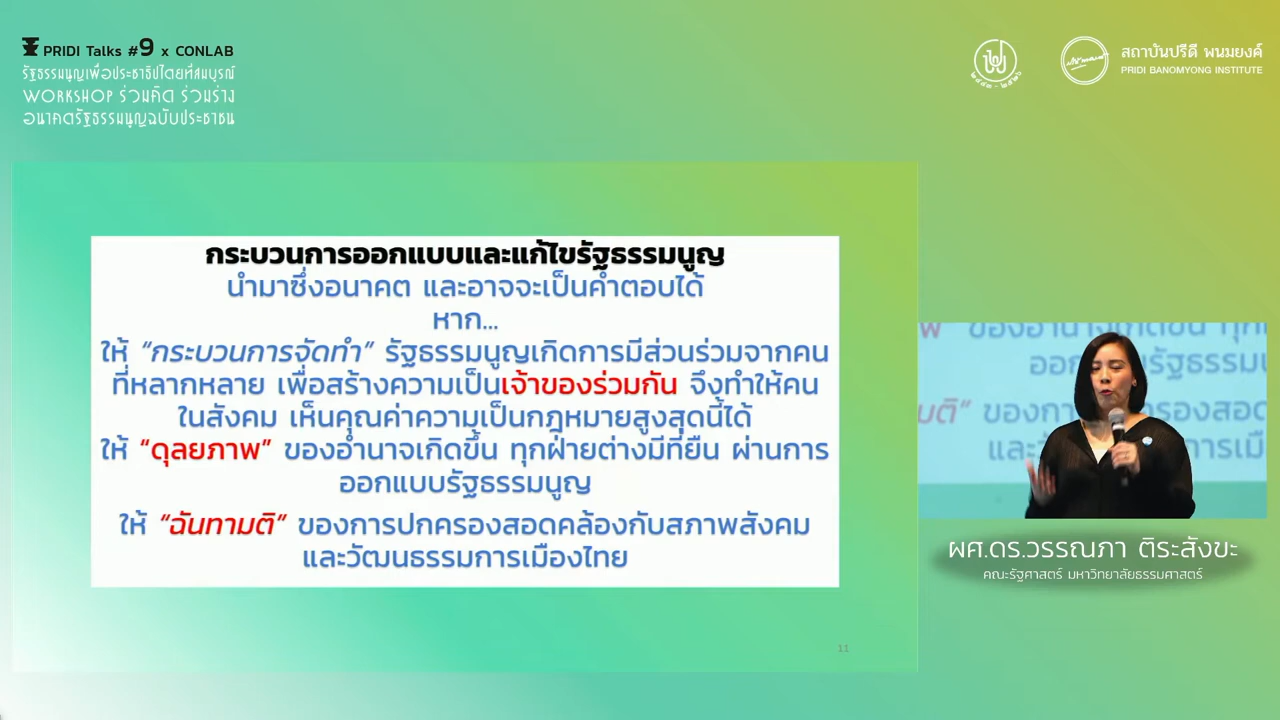 PRIDI Talks #9 x CONLAB
รัฐธรรมนูญเพื่อประชาธิปไตยที่สมบูรณ์
WORKSHOP ร่วมคิด ร่วมร่าง
อนาคตรัฐธรรมนูญฉบับประชาชน
๒๔๔๓ - ๒๕๒๖
สถาบันปรีดี พนมยงค์
PRIDI BANOMYONG INSTITUTE
กระบวนการออกแบบและแก้ไขรัฐธรรมนูญ
นำมาซึ่งอนาคต และอาจจะเป็นคำตอบได้
หาก...
ให้ “กระบวนการจัดทำ” รัฐธรรมนูญเกิดการมีส่วนร่วมจากคน
ที่หลากหลาย เพื่อสร้างความเป็นเจ้าของร่วมกัน จึงทำให้คน
ในสังคม เห็นคุณค่าความเป็นกฎหมายสูงสุดนี้ได้
ให้ “ดุลยภาพ” ของอำนาจเกิดขึ้น ทุกฝ่ายต่างมีที่ยืน ผ่านการ
ออกแบบรัฐธรรมนูญ
ให้ “ฉันทามติ” ของการปกครองสอดคล้องกับสภาพสังคม
และวัฒนธรรมการเมืองไทย
11
ผศ.ดร.วรรณภา ติระสังขะ
คณะรัฐศาสตร์ มหาวิทยาลัยธรรมศาสตร์